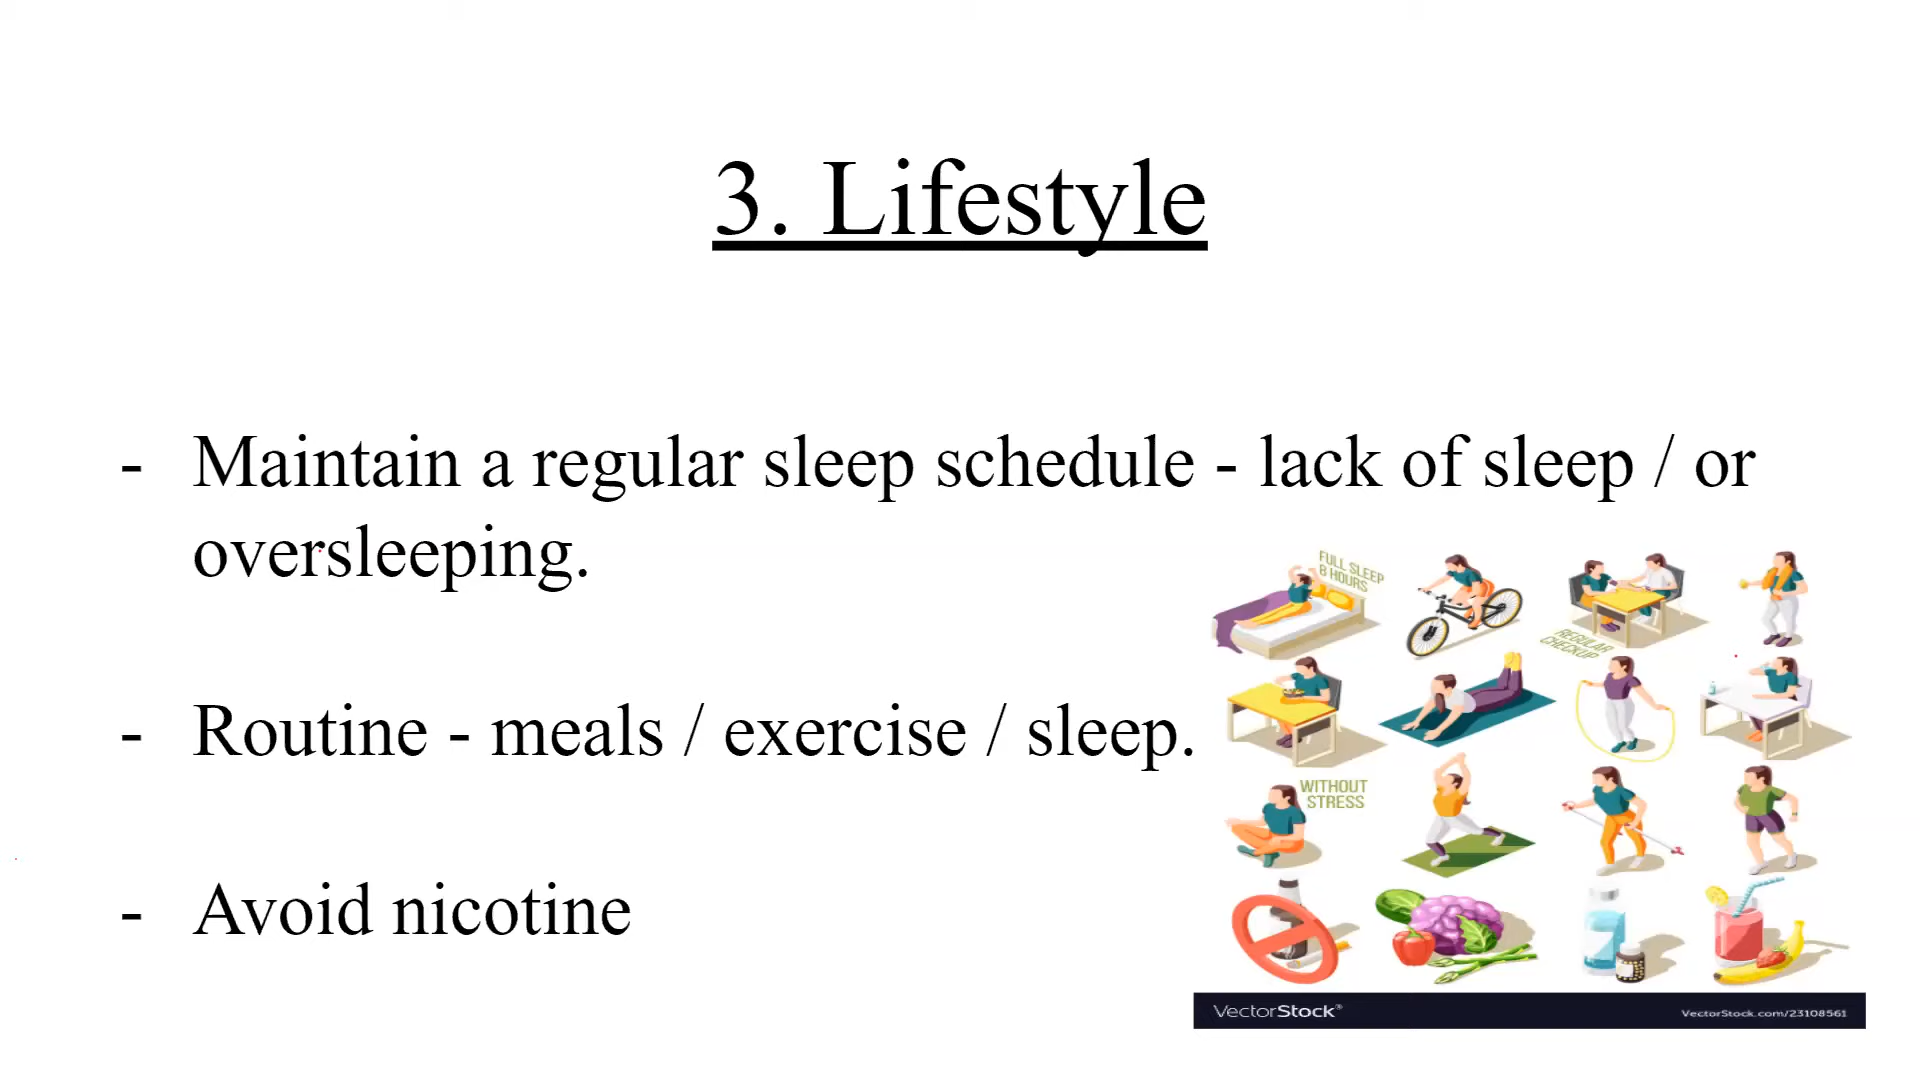 3. Lifestyle
- Maintain a regular sleep schedule - lack of sleep / or
oversleeping.
- Routine - meals / exercise / sleep.
- Avoid nicotine
FULL SLEEP
8 HOURS
REGULAR
CHECKUP
WITHOUT
STRESS
VectorStock®
VectorStock.com/23108561